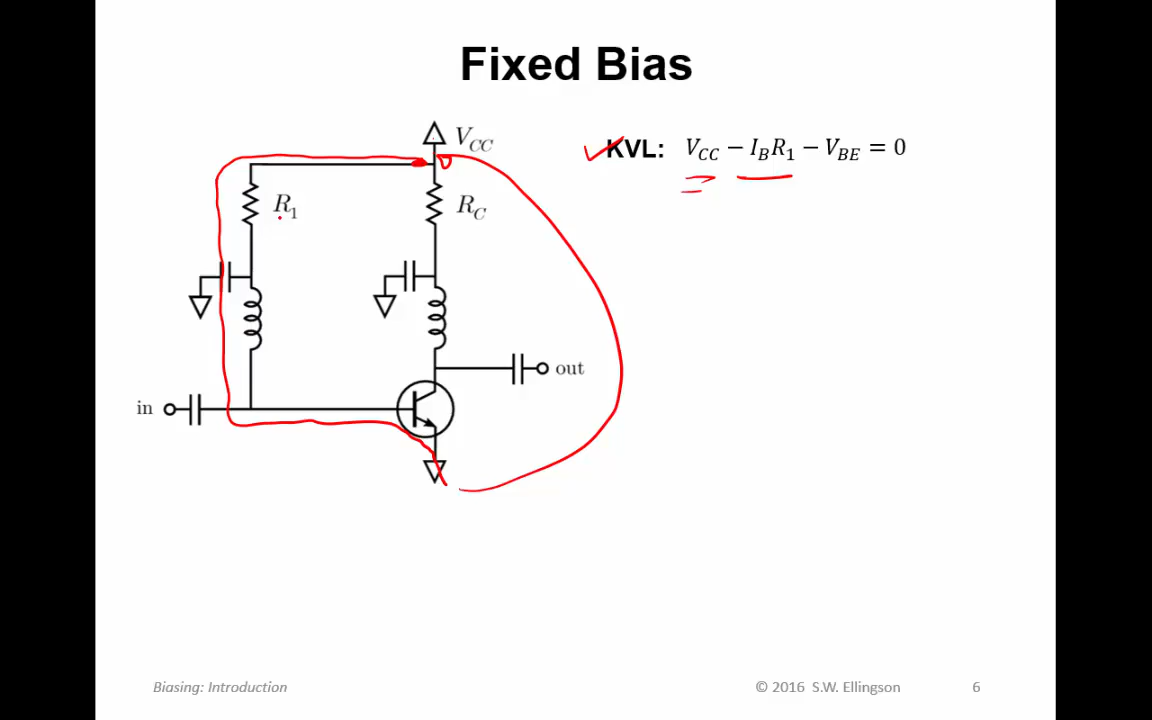 Fixed Bias
V_CC
KVL: V_CC − I_B R_1 − V_BE = 0
R_1
R_C
out
in
Biasing: Introduction
© 2016 S.W. Ellingson
6